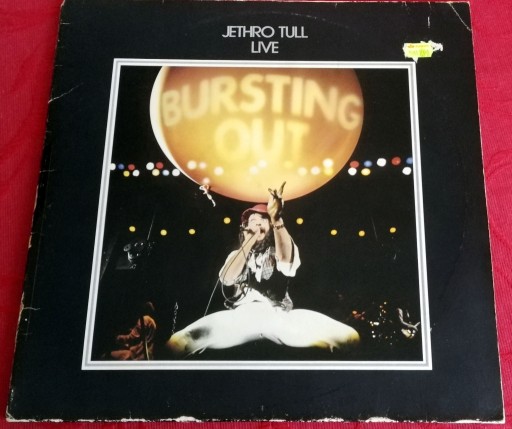 JETHRO TULL
LIVE
BURSTING
OUT